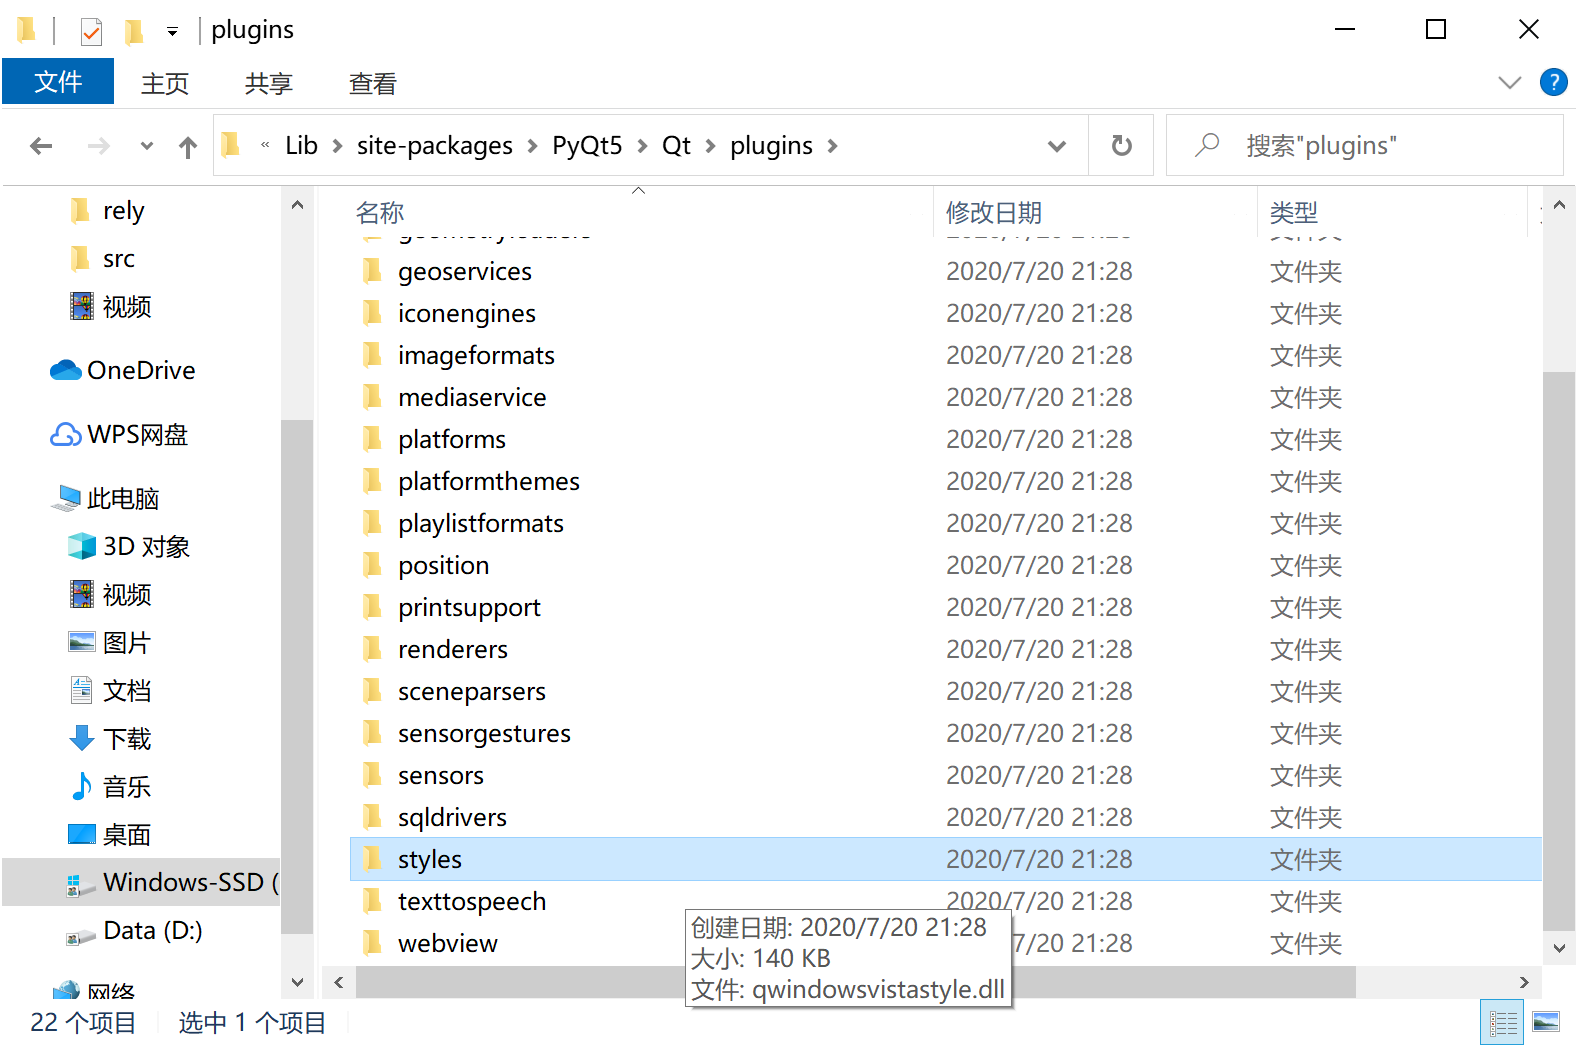 plugins
文件 主页 共享 查看
« Lib site-packages PyQt5 Qt plugins
搜索"plugins"
rely
src
视频
OneDrive
WPS网盘
此电脑
3D 对象
视频
图片
文档
下载
音乐
桌面
Windows-SSD (
Data (D:)
网络
名称 修改日期 类型
geoservices 2020/7/20 21:28 文件夹
iconengines 2020/7/20 21:28 文件夹
imageformats 2020/7/20 21:28 文件夹
mediaservice 2020/7/20 21:28 文件夹
platforms 2020/7/20 21:28 文件夹
platformthemes 2020/7/20 21:28 文件夹
playlistformats 2020/7/20 21:28 文件夹
position 2020/7/20 21:28 文件夹
printsupport 2020/7/20 21:28 文件夹
renderers 2020/7/20 21:28 文件夹
sceneparsers 2020/7/20 21:28 文件夹
sensorgestures 2020/7/20 21:28 文件夹
sensors 2020/7/20 21:28 文件夹
sqldrivers 2020/7/20 21:28 文件夹
styles 2020/7/20 21:28 文件夹
texttospeech 2020/7/20 21:28 文件夹
webview 7/20 21:28 文件夹
创建日期: 2020/7/20 21:28
大小: 140 KB
文件: qwindowsvistastyle.dll
22 个项目 选中 1 个项目